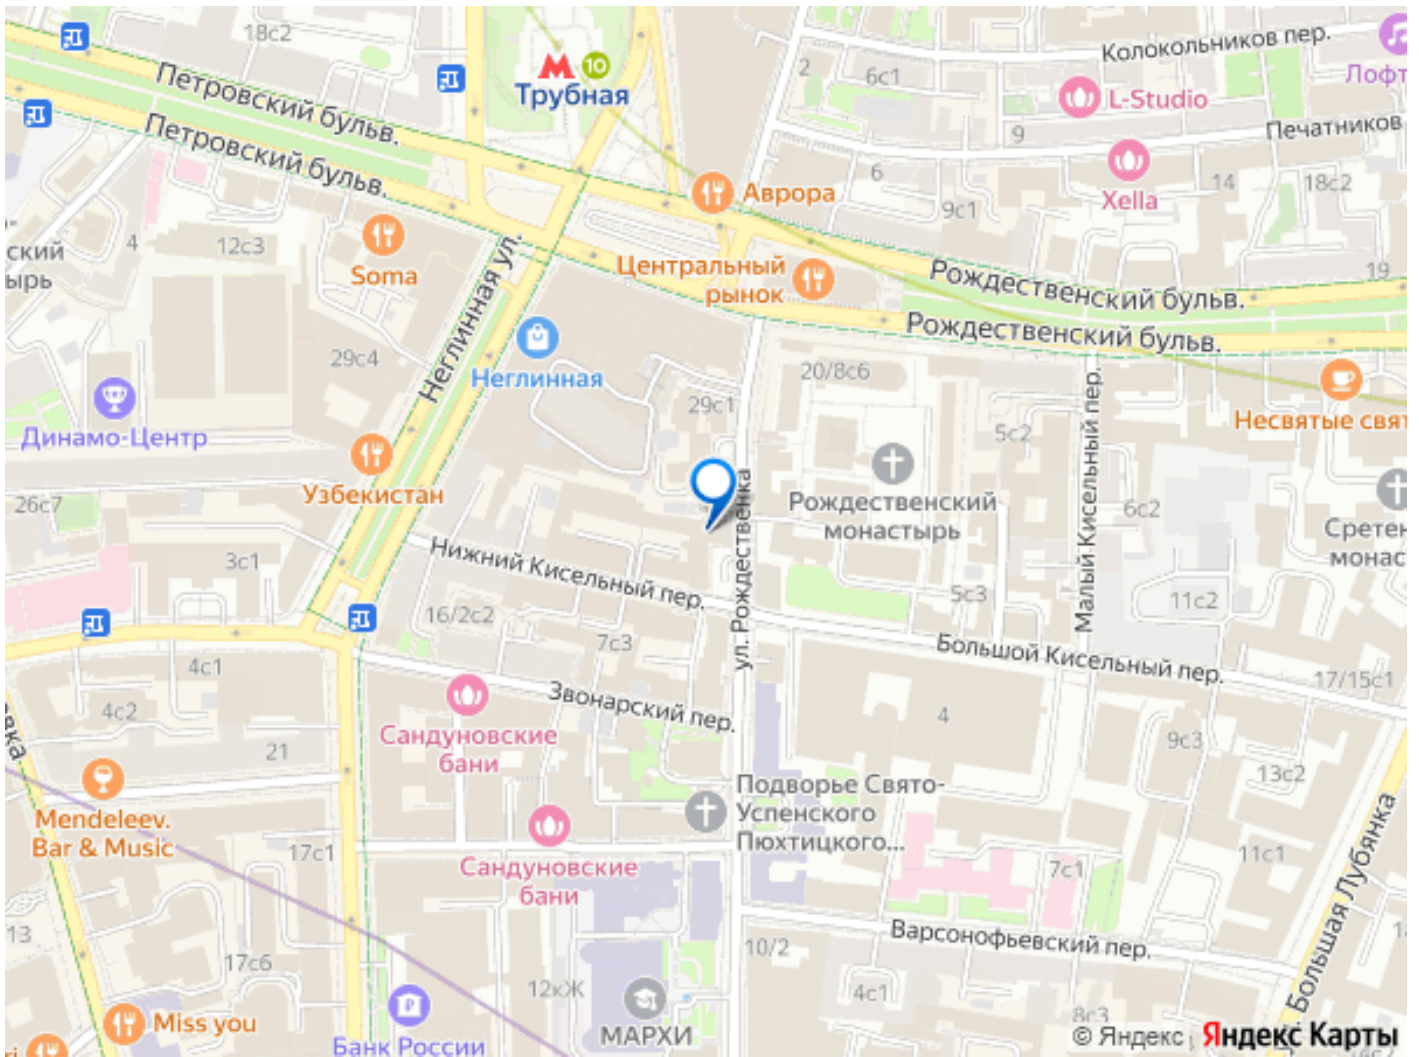 18с2
Колокольников пер.
Лофт
2
6с1
10
Трубная
L-Studio
Петровский бульв.
Петровский бульв.
9
Печатников
Xella
6
14
18с2
Аврора
9с1
4
12с3
ский
ырь
Soma
Неглинная ул.
Центральный
рынок
Рождественский бульв.
19
Рождественский бульв.
29с4
Неглинная
20/8с6
29с1
Малый Кисельный пер.
Несвятые свят
Динамо-Центр
5с2
Узбекистан
26с7
Рождественский
монастырь
6с2
Сретен
монас
ул. Рождественка
3с1
Нижний Кисельный пер.
5с3
11с2
16/2с2
7с3
Большой Кисельный пер.
4с1
17/15с1
Звонарский пер.
4с2
4
Сандуновские
бани
9с3
21
вка
13с2
Mendeleev.
Bar & Music
Подворье Свято-
Успенского
Пюхтицкого...
17с1
Сандуновские
бани
11с1
7с1
Большая Лубянка
13
Варсонофьевский пер.
10/2
17с6
12кЖ
4с1
Miss you
МАРХИ
8с3
Банк России
© Яндекс
Яндекс Карты